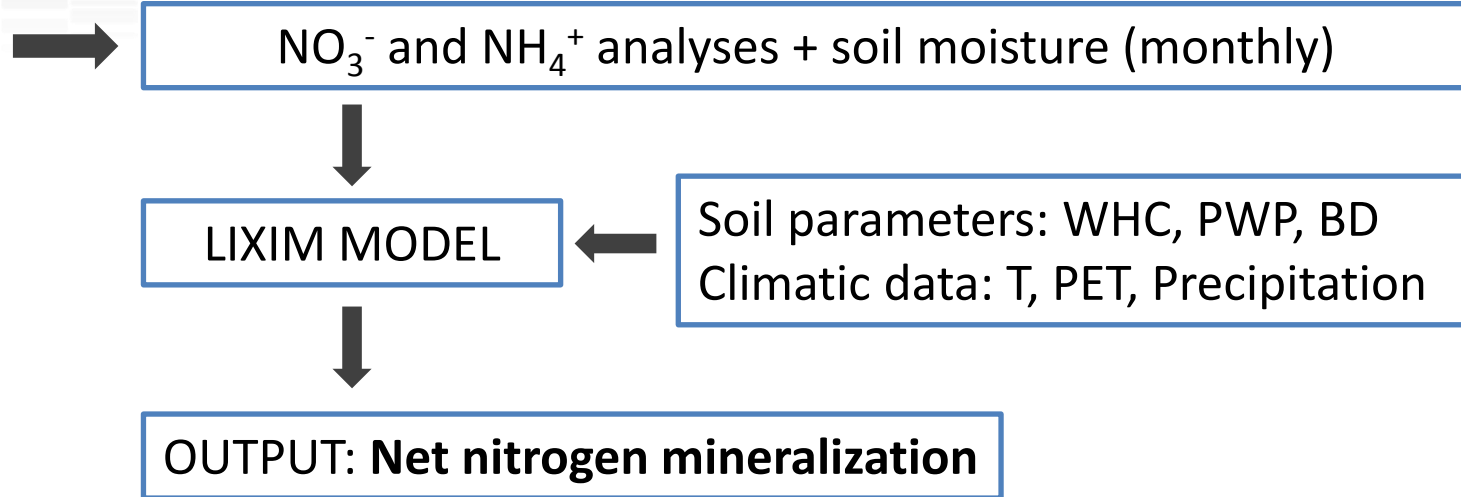 NO₃⁻ and NH₄⁺ analyses + soil moisture (monthly)
LIXIM MODEL
Soil parameters: WHC, PWP, BD
Climatic data: T, PET, Precipitation
OUTPUT: Net nitrogen mineralization